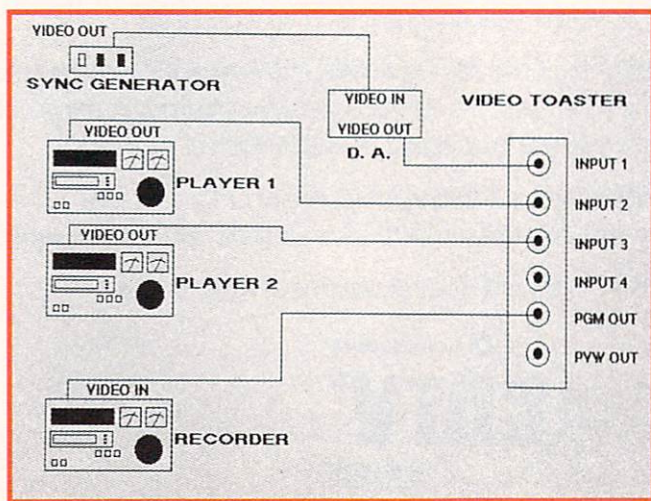 VIDEO OUT
SYNC GENERATOR
VIDEO IN
VIDEO OUT
D. A.
VIDEO TOASTER
VIDEO OUT
PLAYER 1
VIDEO OUT
PLAYER 2
VIDEO IN
RECORDER
INPUT 1
INPUT 2
INPUT 3
INPUT 4
PGM OUT
PVW OUT